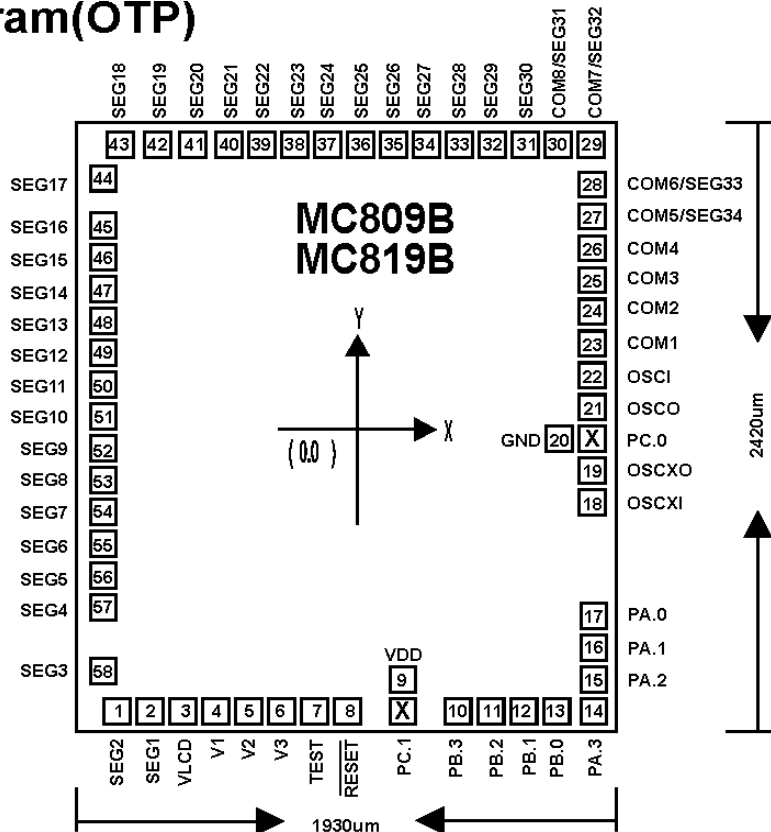 ram(OTP)
SEG18 SEG19 SEG20 SEG21 SEG22 SEG23 SEG24 SEG25 SEG26 SEG27 SEG28 SEG29 SEG30 COM8/SEG31 COM7/SEG32
43 42 41 40 39 38 37 36 35 34 33 32 31 30 29
SEG17 44 28 COM6/SEG33
MC809B
27 COM5/SEG34
SEG16 45
MC819B
26 COM4
SEG15 46
25 COM3
SEG14 47
24 COM2
SEG13 48
Y
23 COM1
SEG12 49
22 OSCI
SEG11 50
21 OSCO
SEG10 51
X
2420um
GND 20 X PC.0
SEG9 52
(0.0)
19 OSCXO
SEG8 53
18 OSCXI
SEG7 54
SEG6 55
SEG5 56
SEG4 57
17 PA.0
16 PA.1
VDD
SEG3 58
9
15 PA.2
1 2 3 4 5 6 7 8 X 10 11 12 13 14
SEG2 SEG1 VLCD V1 V2 V3 TEST RESET PC.1 PB.3 PB.2 PB.1 PB.0 PA.3
1930um